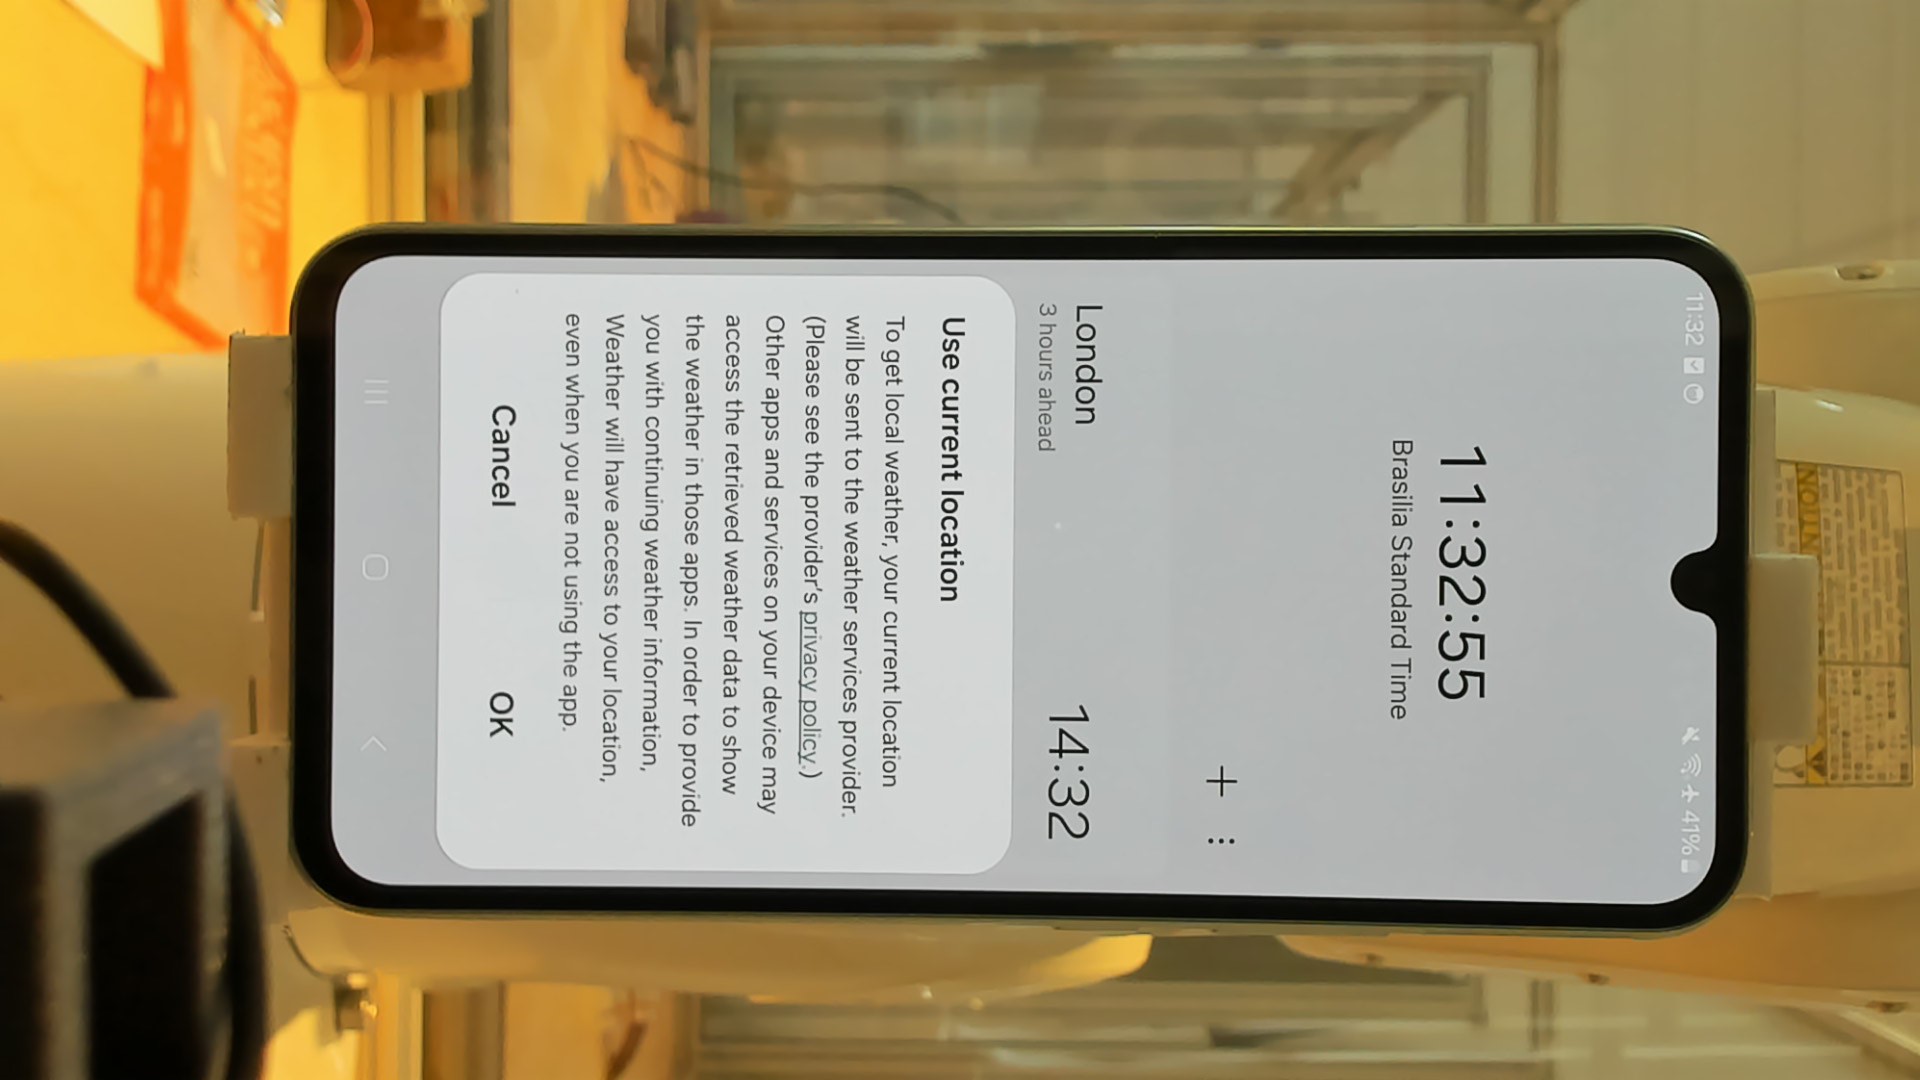 11:32
41%
11:32:55
Brasilia Standard Time
London
3 hours ahead
14:32
Use current location
To get local weather, your current location
will be sent to the weather services provider.
(Please see the provider's privacy policy.)
Other apps and services on your device may
access the retrieved weather data to show
the weather in those apps. In order to provide
you with continuing weather information,
Weather will have access to your location,
even when you are not using the app.
Cancel
OK